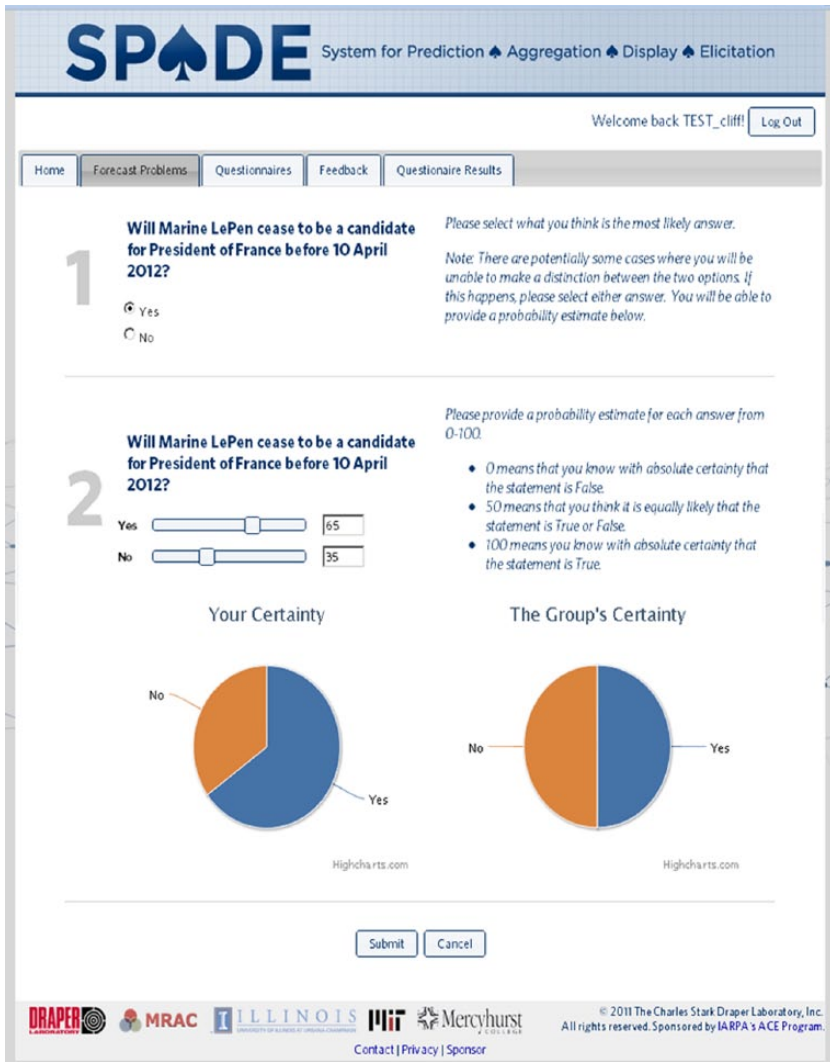 SPADE System for Prediction ♠ Aggregation ♠ Display ♠ Elicitation
Welcome back TEST_cliff! Log Out
Home Forecast Problems Questionnaires Feedback Questionaire Results
1
Will Marine LePen cease to be a candidate
for President of France before 10 April
2012?
Yes
No
Please select what you think is the most likely answer.
Note: There are potentially some cases where you will be
unable to make a distinction between the two options. If
this happens, please select either answer. You will be able to
provide a probability estimate below.
2
Will Marine LePen cease to be a candidate
for President of France before 10 April
2012?
Yes 65
No 35
Please provide a probability estimate for each answer from
0-100.
• 0 means that you know with absolute certainty that
the statement is False.
• 50 means that you think it is equally likely that the
statement is True or False.
• 100 means you know with absolute certainty that
the statement is True.
Your Certainty
No
Yes
Highcharts.com
The Group's Certainty
No
Yes
Highcharts.com
Submit Cancel
DRAPER LABORATORY MRAC I ILLINOIS UNIVERSITY OF ILLINOIS AT URBANA-CHAMPAIGN MIT Mercyhurst COLLEGE
© 2011 The Charles Stark Draper Laboratory, Inc.
All rights reserved. Sponsored by IARPA's ACE Program.
Contact | Privacy | Sponsor